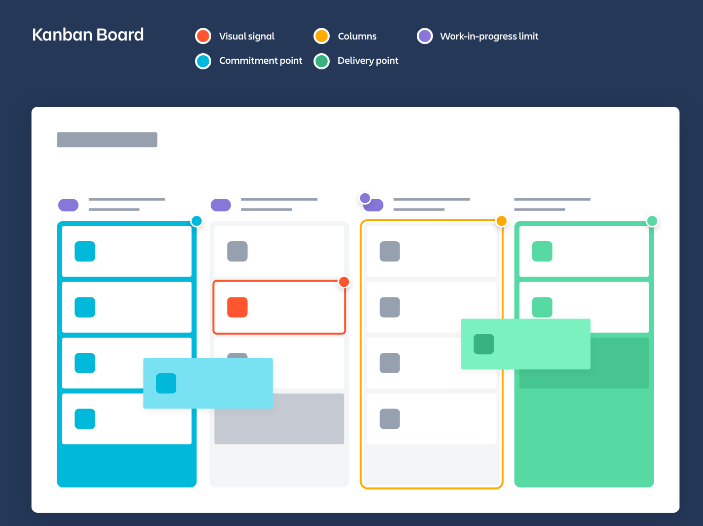 Kanban Board
Visual signal
Columns
Work-in-progress limit
Commitment point
Delivery point